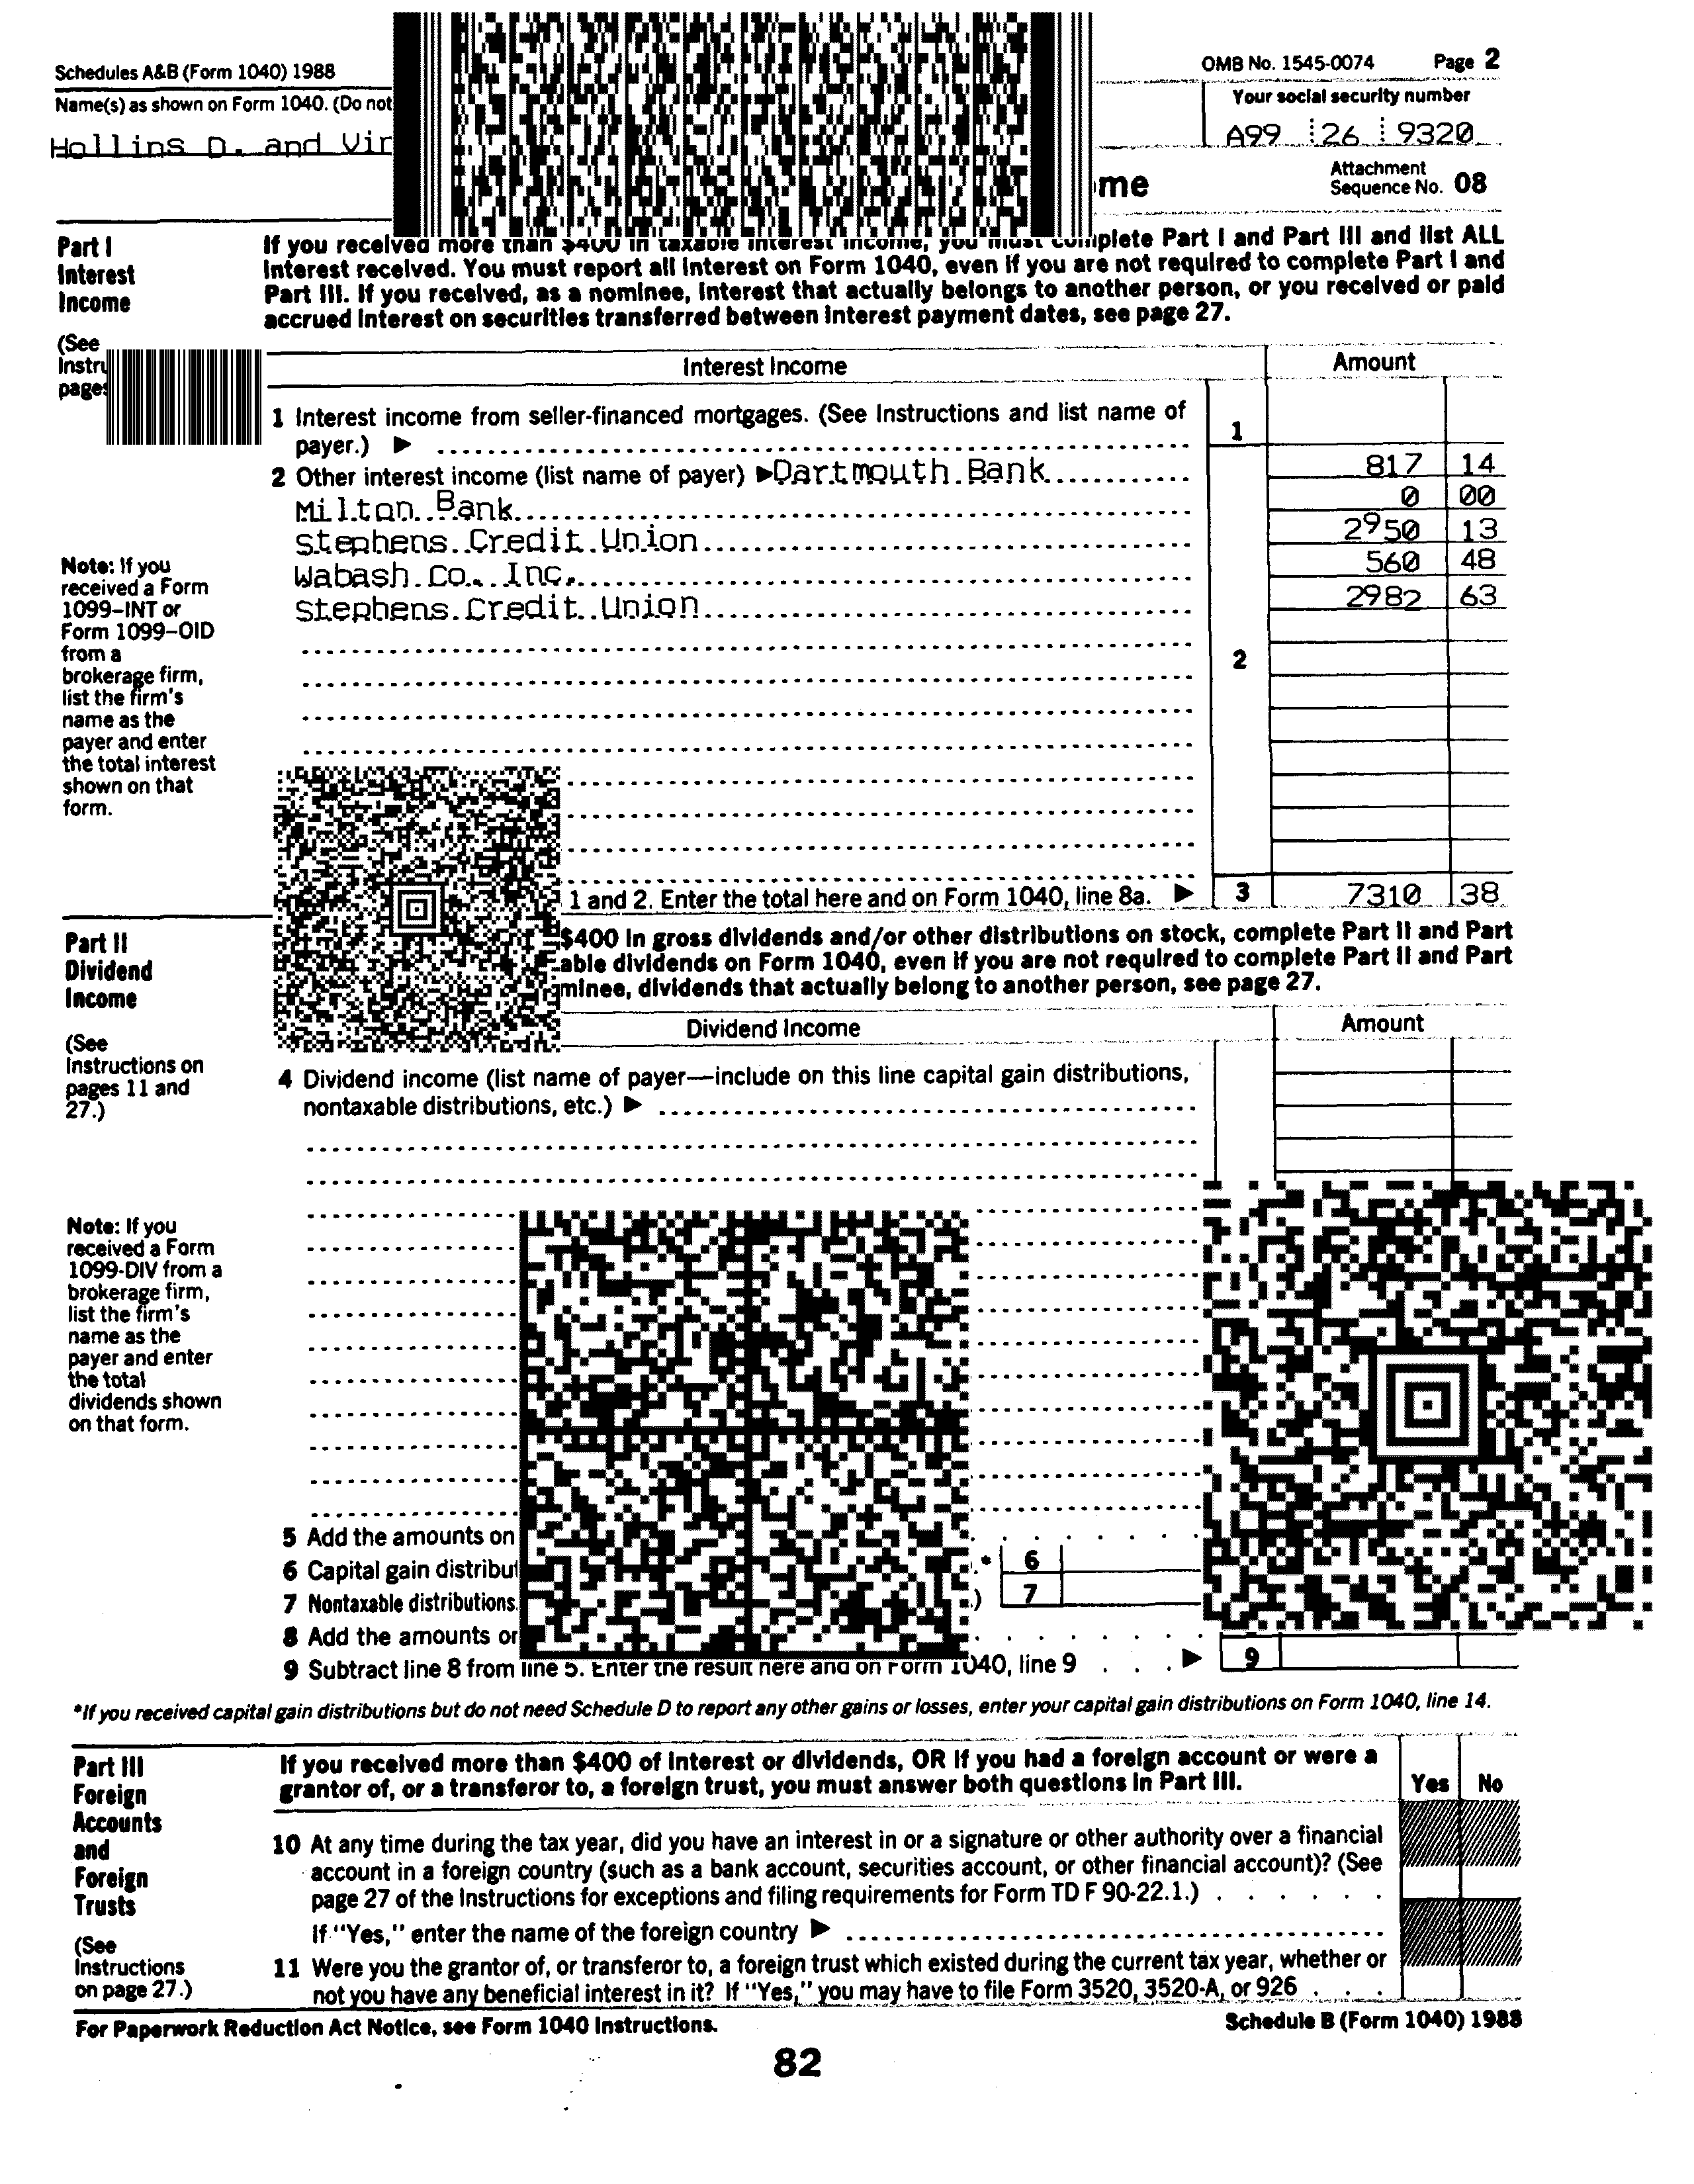 Schedules A&B (Form 1040) 1988
OMB No. 1545-0074 Page 2
Name(s) as shown on Form 1040. (Do not
Your social security number
Hollins D. and Vir
A99 26 9320
Attachment
Sequence No. 08
me
Part I
Interest
Income
If you received more than $400 in taxable interest income, you must complete Part I and Part III and list ALL
interest received. You must report all interest on Form 1040, even if you are not required to complete Part I and
Part III. If you received, as a nominee, interest that actually belongs to another person, or you received or paid
accrued interest on securities transferred between interest payment dates, see page 27.
(See
Instru
pages
Interest Income
Amount
1 Interest income from seller-financed mortgages. (See Instructions and list name of
payer.) ▶
1
2 Other interest income (list name of payer) ▶ Dartmouth Bank 817 14
Milton Bank 0 00
Stephens Credit Union 2950 13
Wabash Co., Inc. 560 48
Stephens Credit Union 2982 63
2
Note: If you
received a Form
1099–INT or
Form 1099–OID
from a
brokerage firm,
list the firm's
name as the
payer and enter
the total interest
shown on that
form.
1 and 2. Enter the total here and on Form 1040, line 8a. ▶ 3 7310 38
Part II
Dividend
Income
$400 in gross dividends and/or other distributions on stock, complete Part II and Part
able dividends on Form 1040, even if you are not required to complete Part II and Part
minee, dividends that actually belong to another person, see page 27.
(See
Instructions on
pages 11 and
27.)
Dividend Income
Amount
4 Dividend income (list name of payer—include on this line capital gain distributions,
nontaxable distributions, etc.) ▶
Note: If you
received a Form
1099-DIV from a
brokerage firm,
list the firm's
name as the
payer and enter
the total
dividends shown
on that form.
5 Add the amounts on
6 Capital gain distribut * 6
7 Nontaxable distributions. ) 7
8 Add the amounts or
9 Subtract line 8 from line 5. Enter the result here and on Form 1040, line 9 . . . ▶ 9
*If you received capital gain distributions but do not need Schedule D to report any other gains or losses, enter your capital gain distributions on Form 1040, line 14.
Part III
Foreign
Accounts
and
Foreign
Trusts
(See
Instructions
on page 27.)
If you received more than $400 of interest or dividends, OR if you had a foreign account or were a
grantor of, or a transferor to, a foreign trust, you must answer both questions in Part III.
Yes No
10 At any time during the tax year, did you have an interest in or a signature or other authority over a financial
account in a foreign country (such as a bank account, securities account, or other financial account)? (See
page 27 of the Instructions for exceptions and filing requirements for Form TD F 90-22.1.) . . . . . .
If "Yes," enter the name of the foreign country ▶
11 Were you the grantor of, or transferor to, a foreign trust which existed during the current tax year, whether or
not you have any beneficial interest in it? If "Yes," you may have to file Form 3520, 3520-A, or 926 . . .
For Paperwork Reduction Act Notice, see Form 1040 Instructions.
Schedule B (Form 1040) 1988
82